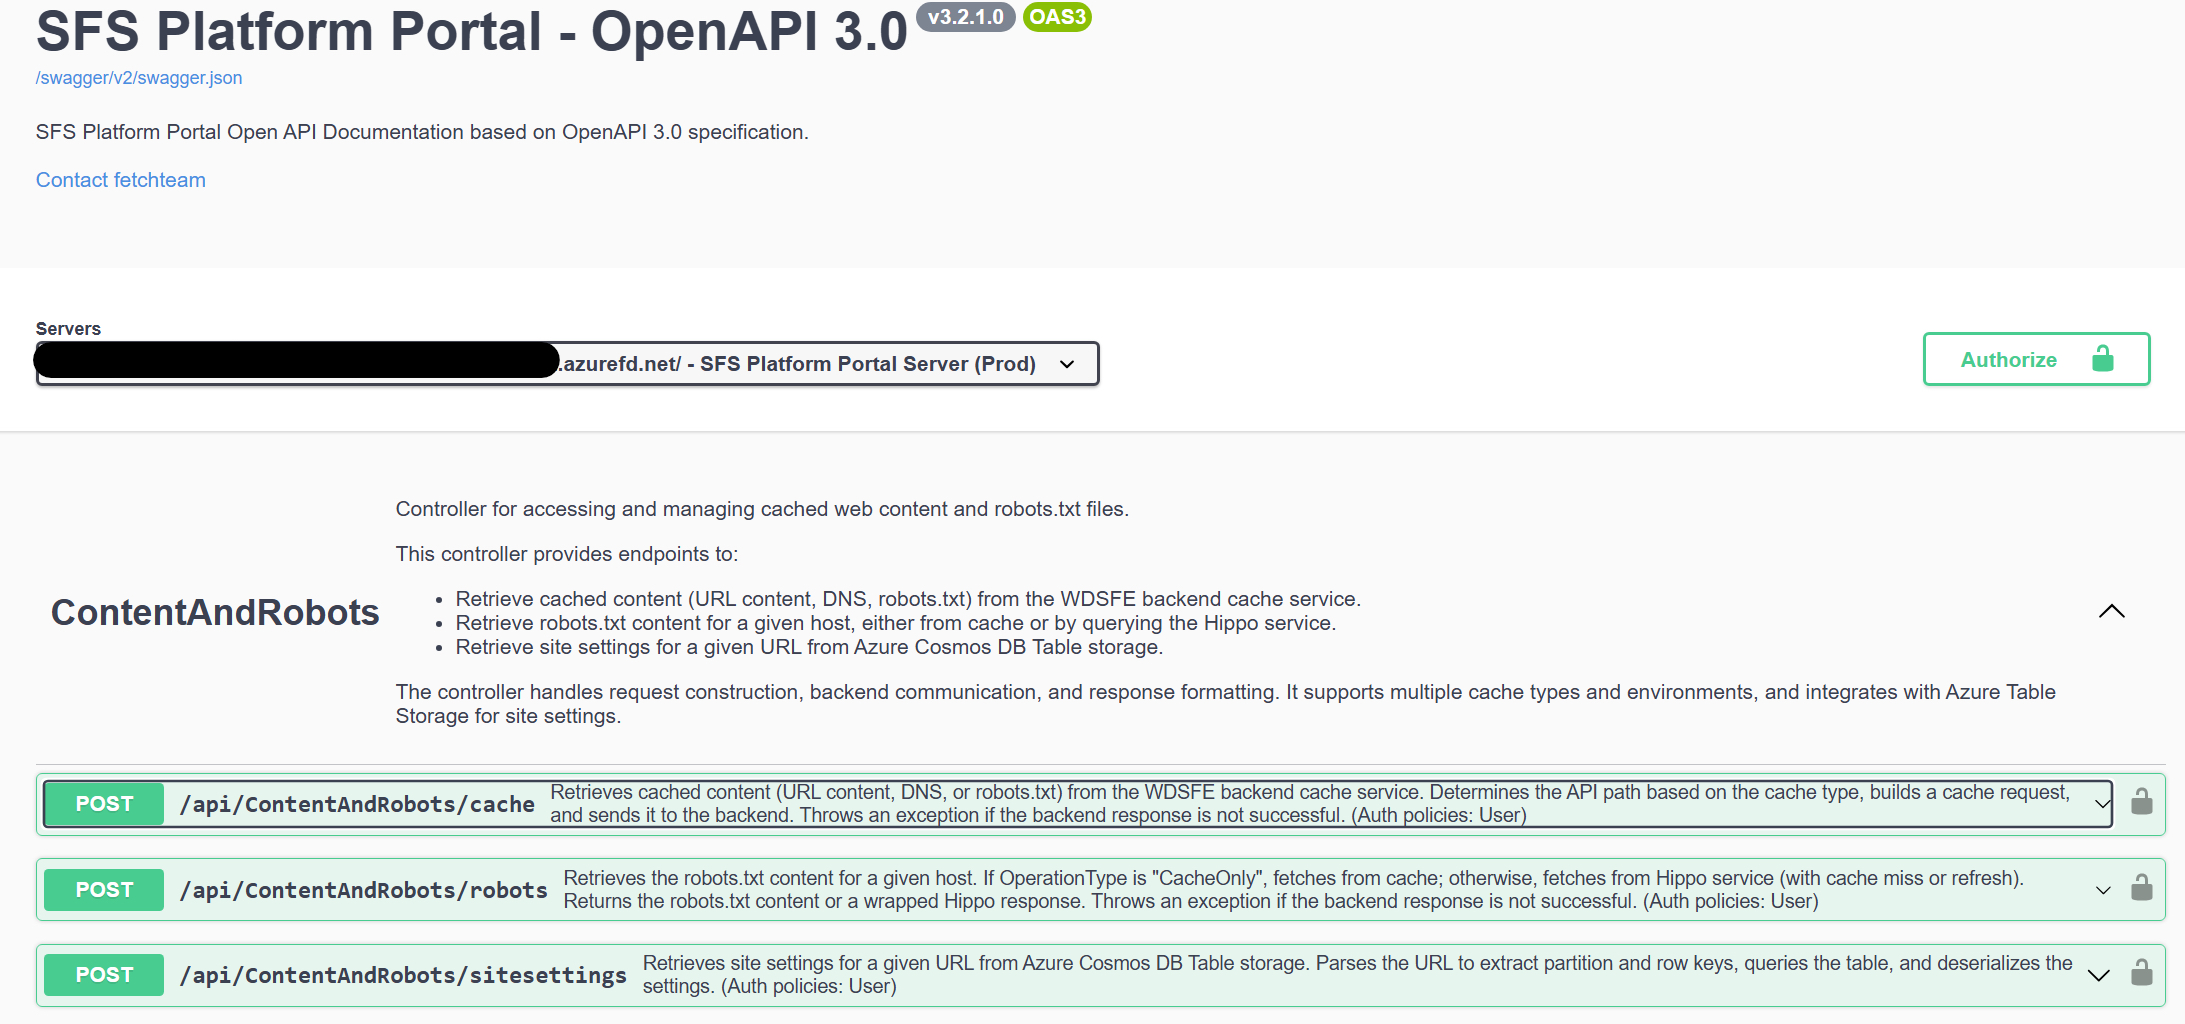 SFS Platform Portal - OpenAPI 3.0 v3.2.1.0 OAS3
/swagger/v2/swagger.json
SFS Platform Portal Open API Documentation based on OpenAPI 3.0 specification.
Contact fetchteam
Servers
.azurefd.net/ - SFS Platform Portal Server (Prod)
Authorize
ContentAndRobots
Controller for accessing and managing cached web content and robots.txt files.
This controller provides endpoints to:
• Retrieve cached content (URL content, DNS, robots.txt) from the WDSFE backend cache service.
• Retrieve robots.txt content for a given host, either from cache or by querying the Hippo service.
• Retrieve site settings for a given URL from Azure Cosmos DB Table storage.
The controller handles request construction, backend communication, and response formatting. It supports multiple cache types and environments, and integrates with Azure Table
Storage for site settings.
POST /api/ContentAndRobots/cache
Retrieves cached content (URL content, DNS, or robots.txt) from the WDSFE backend cache service. Determines the API path based on the cache type, builds a cache request,
and sends it to the backend. Throws an exception if the backend response is not successful. (Auth policies: User)
POST /api/ContentAndRobots/robots
Retrieves the robots.txt content for a given host. If OperationType is "CacheOnly", fetches from cache; otherwise, fetches from Hippo service (with cache miss or refresh).
Returns the robots.txt content or a wrapped Hippo response. Throws an exception if the backend response is not successful. (Auth policies: User)
POST /api/ContentAndRobots/sitesettings
Retrieves site settings for a given URL from Azure Cosmos DB Table storage. Parses the URL to extract partition and row keys, queries the table, and deserializes the
settings. (Auth policies: User)